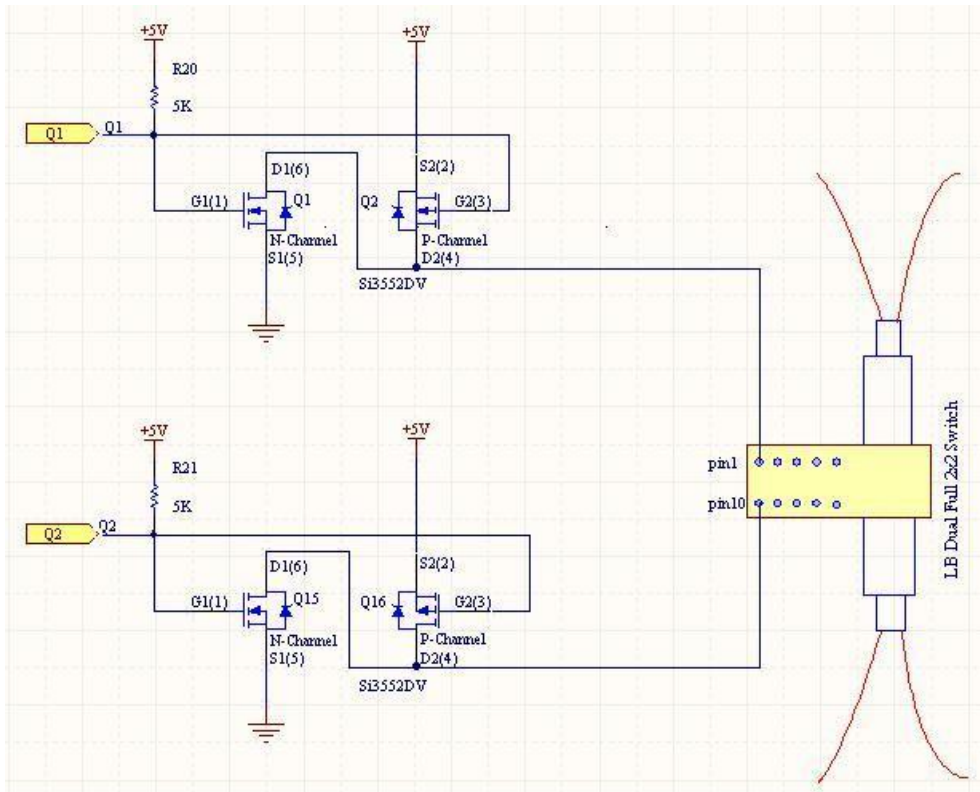 +5V
+5V
R20
5K
Q1
Q1
D1(6)
S2(2)
G1(1)
Q1
Q2
G2(3)
N-Channel
S1(5)
P-Channel
D2(4)
Si3552DV
+5V
+5V
R21
5K
Q2
Q2
D1(6)
S2(2)
G1(1)
Q15
Q16
G2(3)
N-Channel
S1(5)
P-Channel
D2(4)
Si3552DV
pin1
pin10
LB Dual Full 2x2 Switch